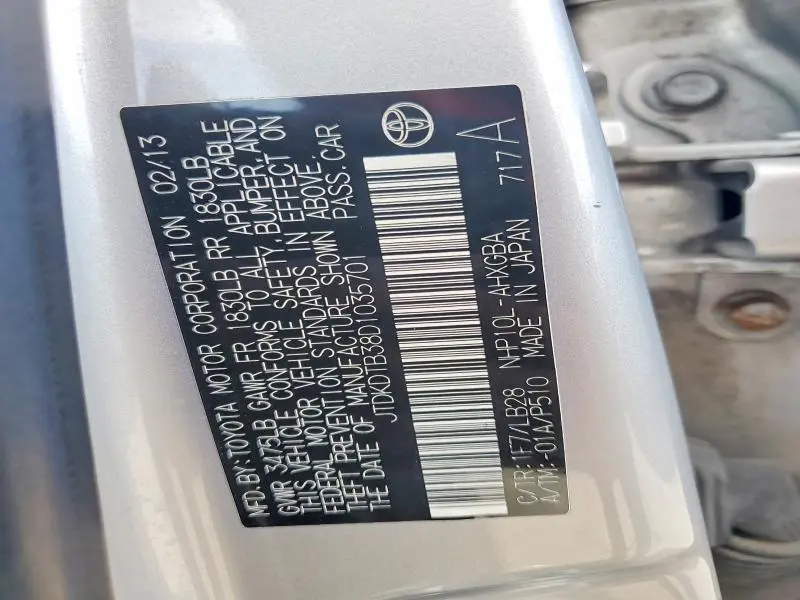 MFD. BY: TOYOTA MOTOR CORPORATION 02/13
GVWR 3775LB GAWR FR 1830LB RR 1830LB
THIS VEHICLE CONFORMS TO ALL APPLICABLE
FEDERAL MOTOR VEHICLE SAFETY, BUMPER, AND
THEFT PREVENTION STANDARDS IN EFFECT ON
THE DATE OF MANUFACTURE SHOWN ABOVE.
JTDKDTB38D1035701 PASS. CAR
C/TR: 1F7/LB28 NHP10L-AHXGBA 717A
A/TM: -01A/P510 MADE IN JAPAN